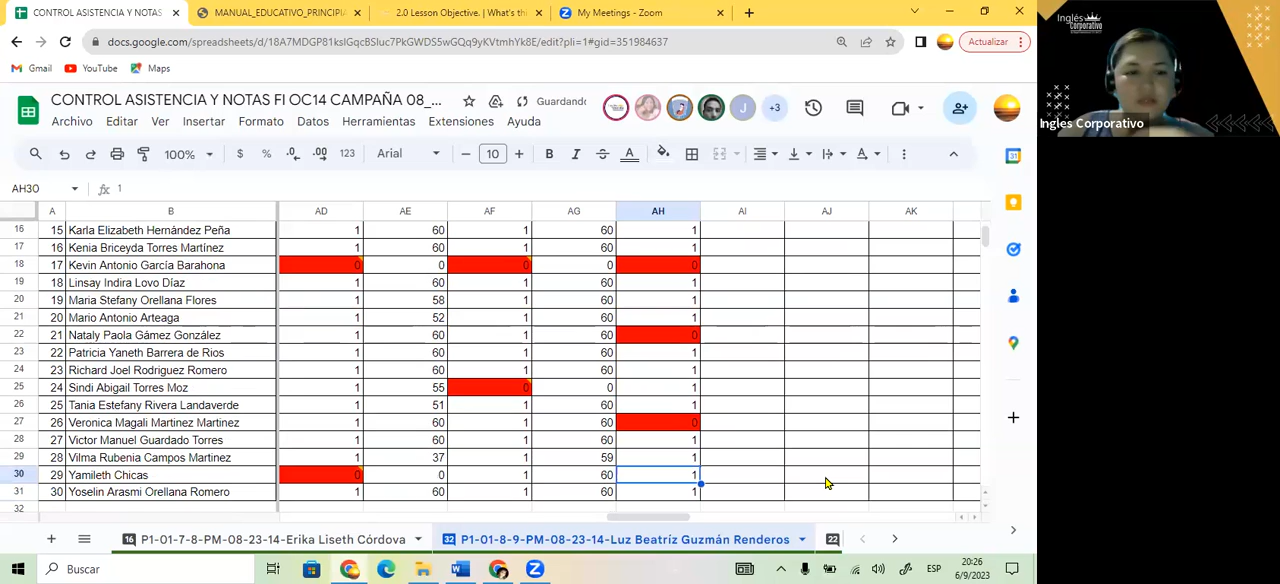 CONTROL ASISTENCIA Y NOTAS
MANUAL_EDUCATIVO_PRINCIPIA
2.0 Lesson Objective. | What's thi
My Meetings - Zoom
docs.google.com/spreadsheets/d/18A7MDGP81kslGqcBSluc7PkGWDS5wGQq9yKVtmhYk8E/edit?pli=1#gid=351984637
Actualizar
Gmail YouTube Maps
CONTROL ASISTENCIA Y NOTAS FI OC14 CAMPAÑA 08_... Guardando
J +3
Archivo Editar Ver Insertar Formato Datos Herramientas Extensiones Ayuda
100% $ % .0 .00 123 Arial - 10 + B I A
AH30 fx 1
A B AD AE AF AG AH AI AJ AK
16 15 Karla Elizabeth Hernández Peña 1 60 1 60 1
17 16 Kenia Briceyda Torres Martínez 1 60 1 60 1
18 17 Kevin Antonio García Barahona 0 0 0 0 0
19 18 Linsay Indira Lovo Díaz 1 60 1 60 1
20 19 Maria Stefany Orellana Flores 1 58 1 60 1
21 20 Mario Antonio Arteaga 1 52 1 60 1
22 21 Nataly Paola Gámez González 1 60 1 60 0
23 22 Patricia Yaneth Barrera de Rios 1 60 1 60 1
24 23 Richard Joel Rodriguez Romero 1 60 1 60 1
25 24 Sindi Abigail Torres Moz 1 55 0 0 1
26 25 Tania Estefany Rivera Landaverde 1 51 1 60 1
27 26 Veronica Magali Martinez Martinez 1 60 1 60 0
28 27 Victor Manuel Guardado Torres 1 60 1 60 1
29 28 Vilma Rubenia Campos Martinez 1 37 1 59 1
30 29 Yamileth Chicas 0 0 1 60 1
31 30 Yoselin Arasmi Orellana Romero 1 60 1 60 1
32
16 P1-01-7-8-PM-08-23-14-Erika Liseth Córdova 32 P1-01-8-9-PM-08-23-14-Luz Beatríz Guzmán Renderos 22
Buscar
ESP
20:26
6/9/2023
Inglés
Corporativo
Ingles Corporativo